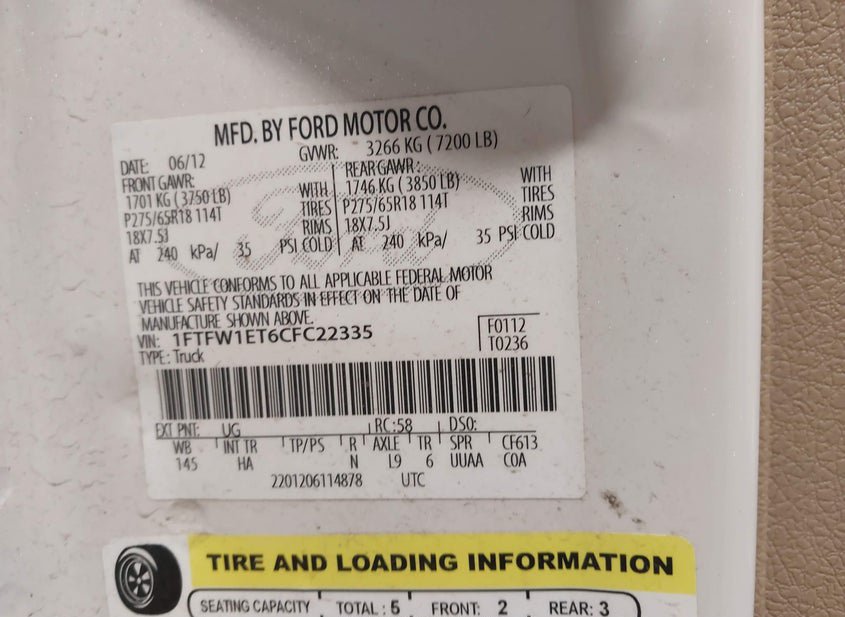 MFD. BY FORD MOTOR CO.
DATE: 06/12 GVWR: 3266 KG ( 7200 LB)
FRONT GAWR: REAR GAWR:
1701 KG ( 3750 LB) WITH 1746 KG ( 3850 LB) WITH
P275/65R18 114T TIRES P275/65R18 114T TIRES
18X7.5J RIMS 18X7.5J RIMS
AT 240 kPa/ 35 PSI COLD AT 240 kPa/ 35 PSI COLD
Ford
THIS VEHICLE CONFORMS TO ALL APPLICABLE FEDERAL MOTOR
VEHICLE SAFETY STANDARDS IN EFFECT ON THE DATE OF
MANUFACTURE SHOWN ABOVE.
VIN: 1FTFW1ET6CFC22335 F0112
TYPE: Truck T0236
EXT PNT: UG RC: 58 DSO:
WB INT TR TP/PS R AXLE TR SPR CF613
145 HA N L9 6 UUAA C0A
2201206114878 UTC
TIRE AND LOADING INFORMATION
SEATING CAPACITY TOTAL : 5 FRONT: 2 REAR: 3